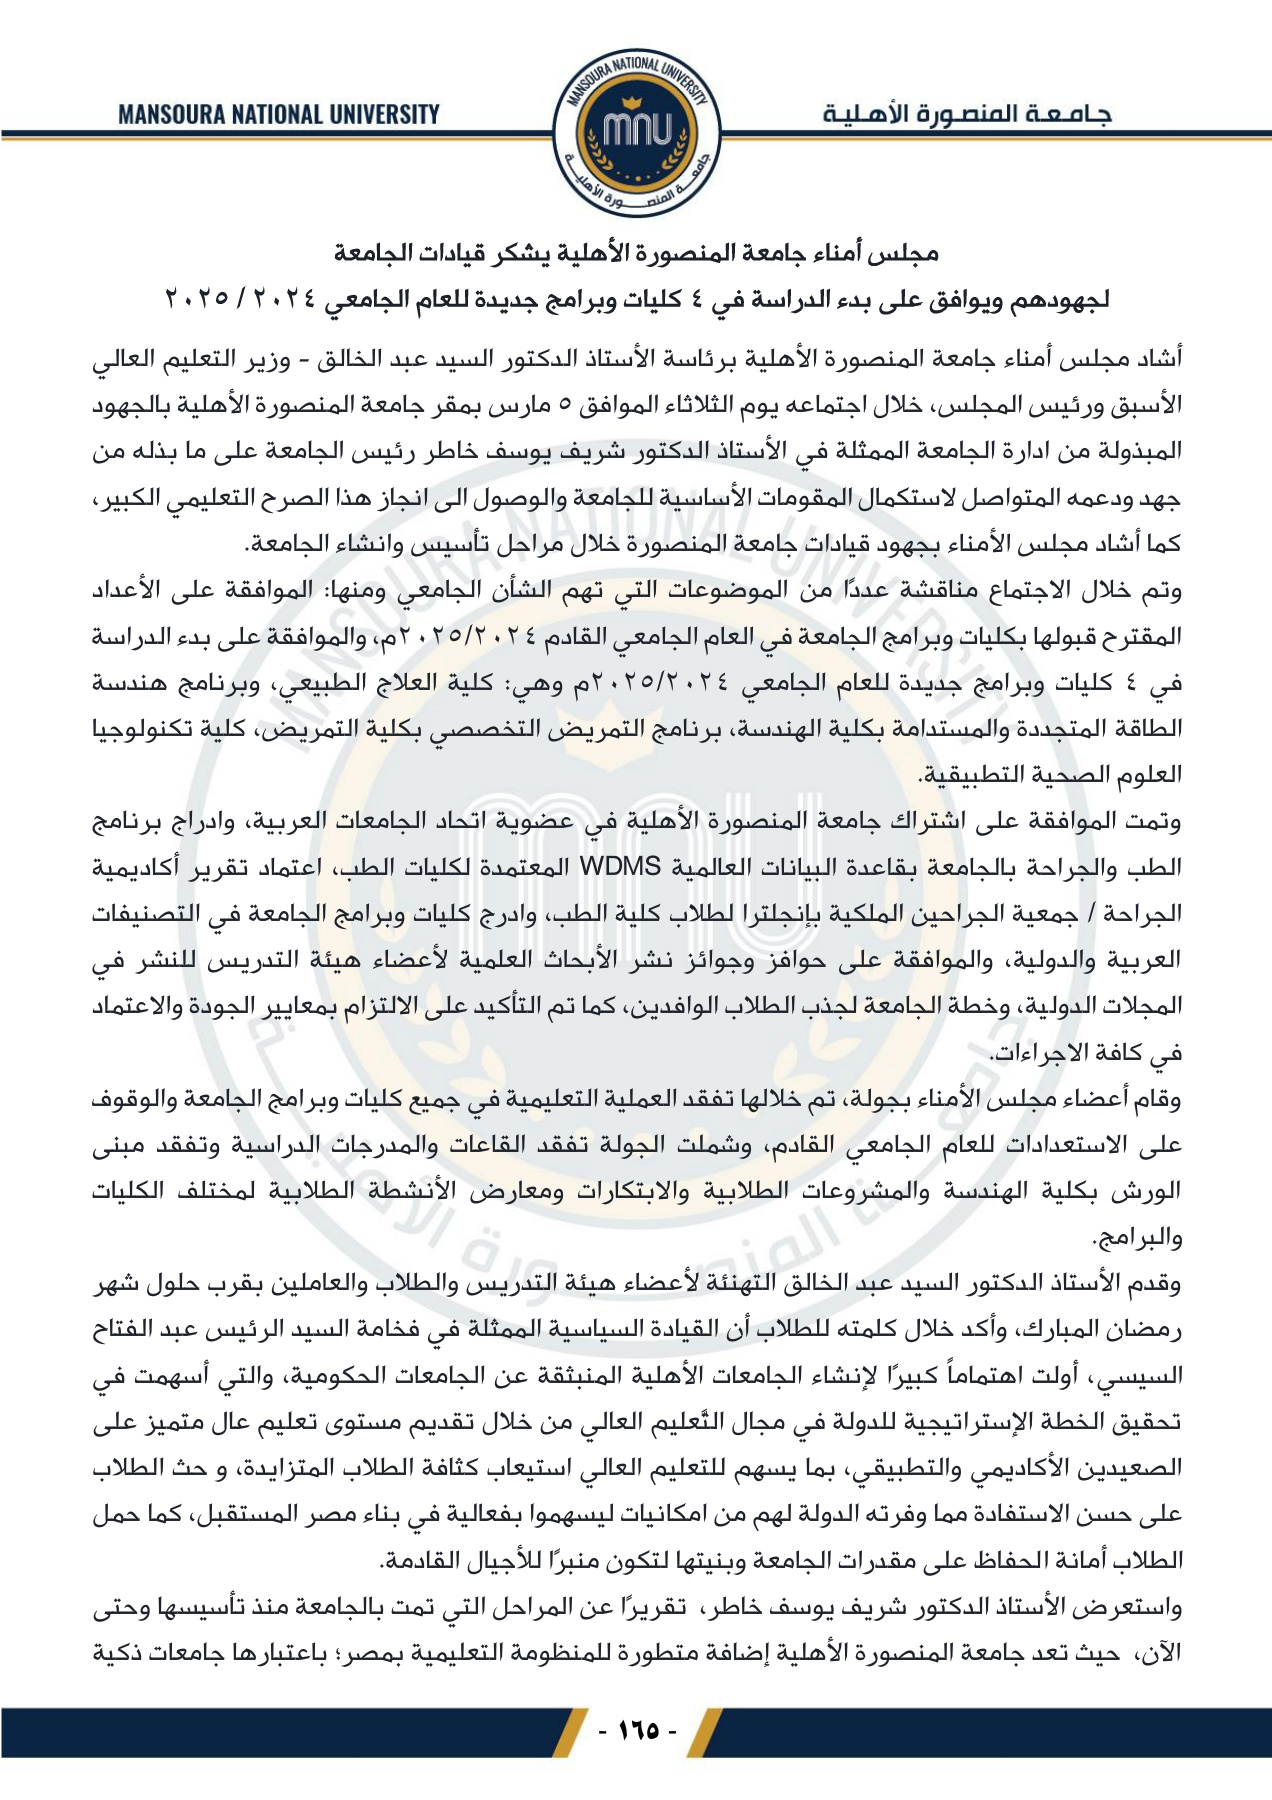 MANSOURA NATIONAL UNIVERSITY
جـامـعـة المنصـورة الأهـليـة
MANSOURA NATIONAL UNIVERSITY
mnu
جامعــة المنصــــورة الأهليــة
مجلس أمناء جامعة المنصورة الأهلية يشكر قيادات الجامعة
لجهودهم ويوافق على بدء الدراسة في ٤ كليات وبرامج جديدة للعام الجامعي ٢٠٢٤ / ٢٠٢٥
أشاد مجلس أمناء جامعة المنصورة الأهلية برئاسة الأستاذ الدكتور السيد عبد الخالق - وزير التعليم العالي
الأسبق ورئيس المجلس، خلال اجتماعه يوم الثلاثاء الموافق ٥ مارس بمقر جامعة المنصورة الأهلية بالجهود
المبذولة من ادارة الجامعة الممثلة في الأستاذ الدكتور شريف يوسف خاطر رئيس الجامعة على ما بذله من
جهد ودعمه المتواصل لاستكمال المقومات الأساسية للجامعة والوصول الى انجاز هذا الصرح التعليمي الكبير،
كما أشاد مجلس الأمناء بجهود قيادات جامعة المنصورة خلال مراحل تأسيس وانشاء الجامعة.
وتم خلال الاجتماع مناقشة عددًا من الموضوعات التي تهم الشأن الجامعي ومنها: الموافقة على الأعداد
المقترح قبولها بكليات وبرامج الجامعة في العام الجامعي القادم ٢٠٢٥/٢٠٢٤م، والموافقة على بدء الدراسة
في ٤ كليات وبرامج جديدة للعام الجامعي ٢٠٢٥/٢٠٢٤م وهي: كلية العلاج الطبيعي، وبرنامج هندسة
الطاقة المتجددة والمستدامة بكلية الهندسة، برنامج التمريض التخصصي بكلية التمريض، كلية تكنولوجيا
العلوم الصحية التطبيقية.
وتمت الموافقة على اشتراك جامعة المنصورة الأهلية في عضوية اتحاد الجامعات العربية، وادراج برنامج
الطب والجراحة بالجامعة بقاعدة البيانات العالمية WDMS المعتمدة لكليات الطب، اعتماد تقرير أكاديمية
الجراحة / جمعية الجراحين الملكية بإنجلترا لطلاب كلية الطب، وادرج كليات وبرامج الجامعة في التصنيفات
العربية والدولية، والموافقة على حوافز وجوائز نشر الأبحاث العلمية لأعضاء هيئة التدريس للنشر في
المجلات الدولية، وخطة الجامعة لجذب الطلاب الوافدين، كما تم التأكيد على الالتزام بمعايير الجودة والاعتماد
في كافة الاجراءات.
وقام أعضاء مجلس الأمناء بجولة، تم خلالها تفقد العملية التعليمية في جميع كليات وبرامج الجامعة والوقوف
على الاستعدادات للعام الجامعي القادم، وشملت الجولة تفقد القاعات والمدرجات الدراسية وتفقد مبنى
الورش بكلية الهندسة والمشروعات الطلابية والابتكارات ومعارض الأنشطة الطلابية لمختلف الكليات
والبرامج.
وقدم الأستاذ الدكتور السيد عبد الخالق التهنئة لأعضاء هيئة التدريس والطلاب والعاملين بقرب حلول شهر
رمضان المبارك، وأكد خلال كلمته للطلاب أن القيادة السياسية الممثلة في فخامة السيد الرئيس عبد الفتاح
السيسي، أولت اهتماماً كبيرًا لإنشاء الجامعات الأهلية المنبثقة عن الجامعات الحكومية، والتي أسهمت في
تحقيق الخطة الإستراتيجية للدولة في مجال التَّعليم العالي من خلال تقديم مستوى تعليم عال متميز على
الصعيدين الأكاديمي والتطبيقي، بما يسهم للتعليم العالي استيعاب كثافة الطلاب المتزايدة، و حث الطلاب
على حسن الاستفادة مما وفرته الدولة لهم من امكانيات ليسهموا بفعالية في بناء مصر المستقبل، كما حمل
الطلاب أمانة الحفاظ على مقدرات الجامعة وبنيتها لتكون منبرًا للأجيال القادمة.
واستعرض الأستاذ الدكتور شريف يوسف خاطر، تقريرًا عن المراحل التي تمت بالجامعة منذ تأسيسها وحتى
الآن، حيث تعد جامعة المنصورة الأهلية إضافة متطورة للمنظومة التعليمية بمصر؛ باعتبارها جامعات ذكية
- ١٦٥ -